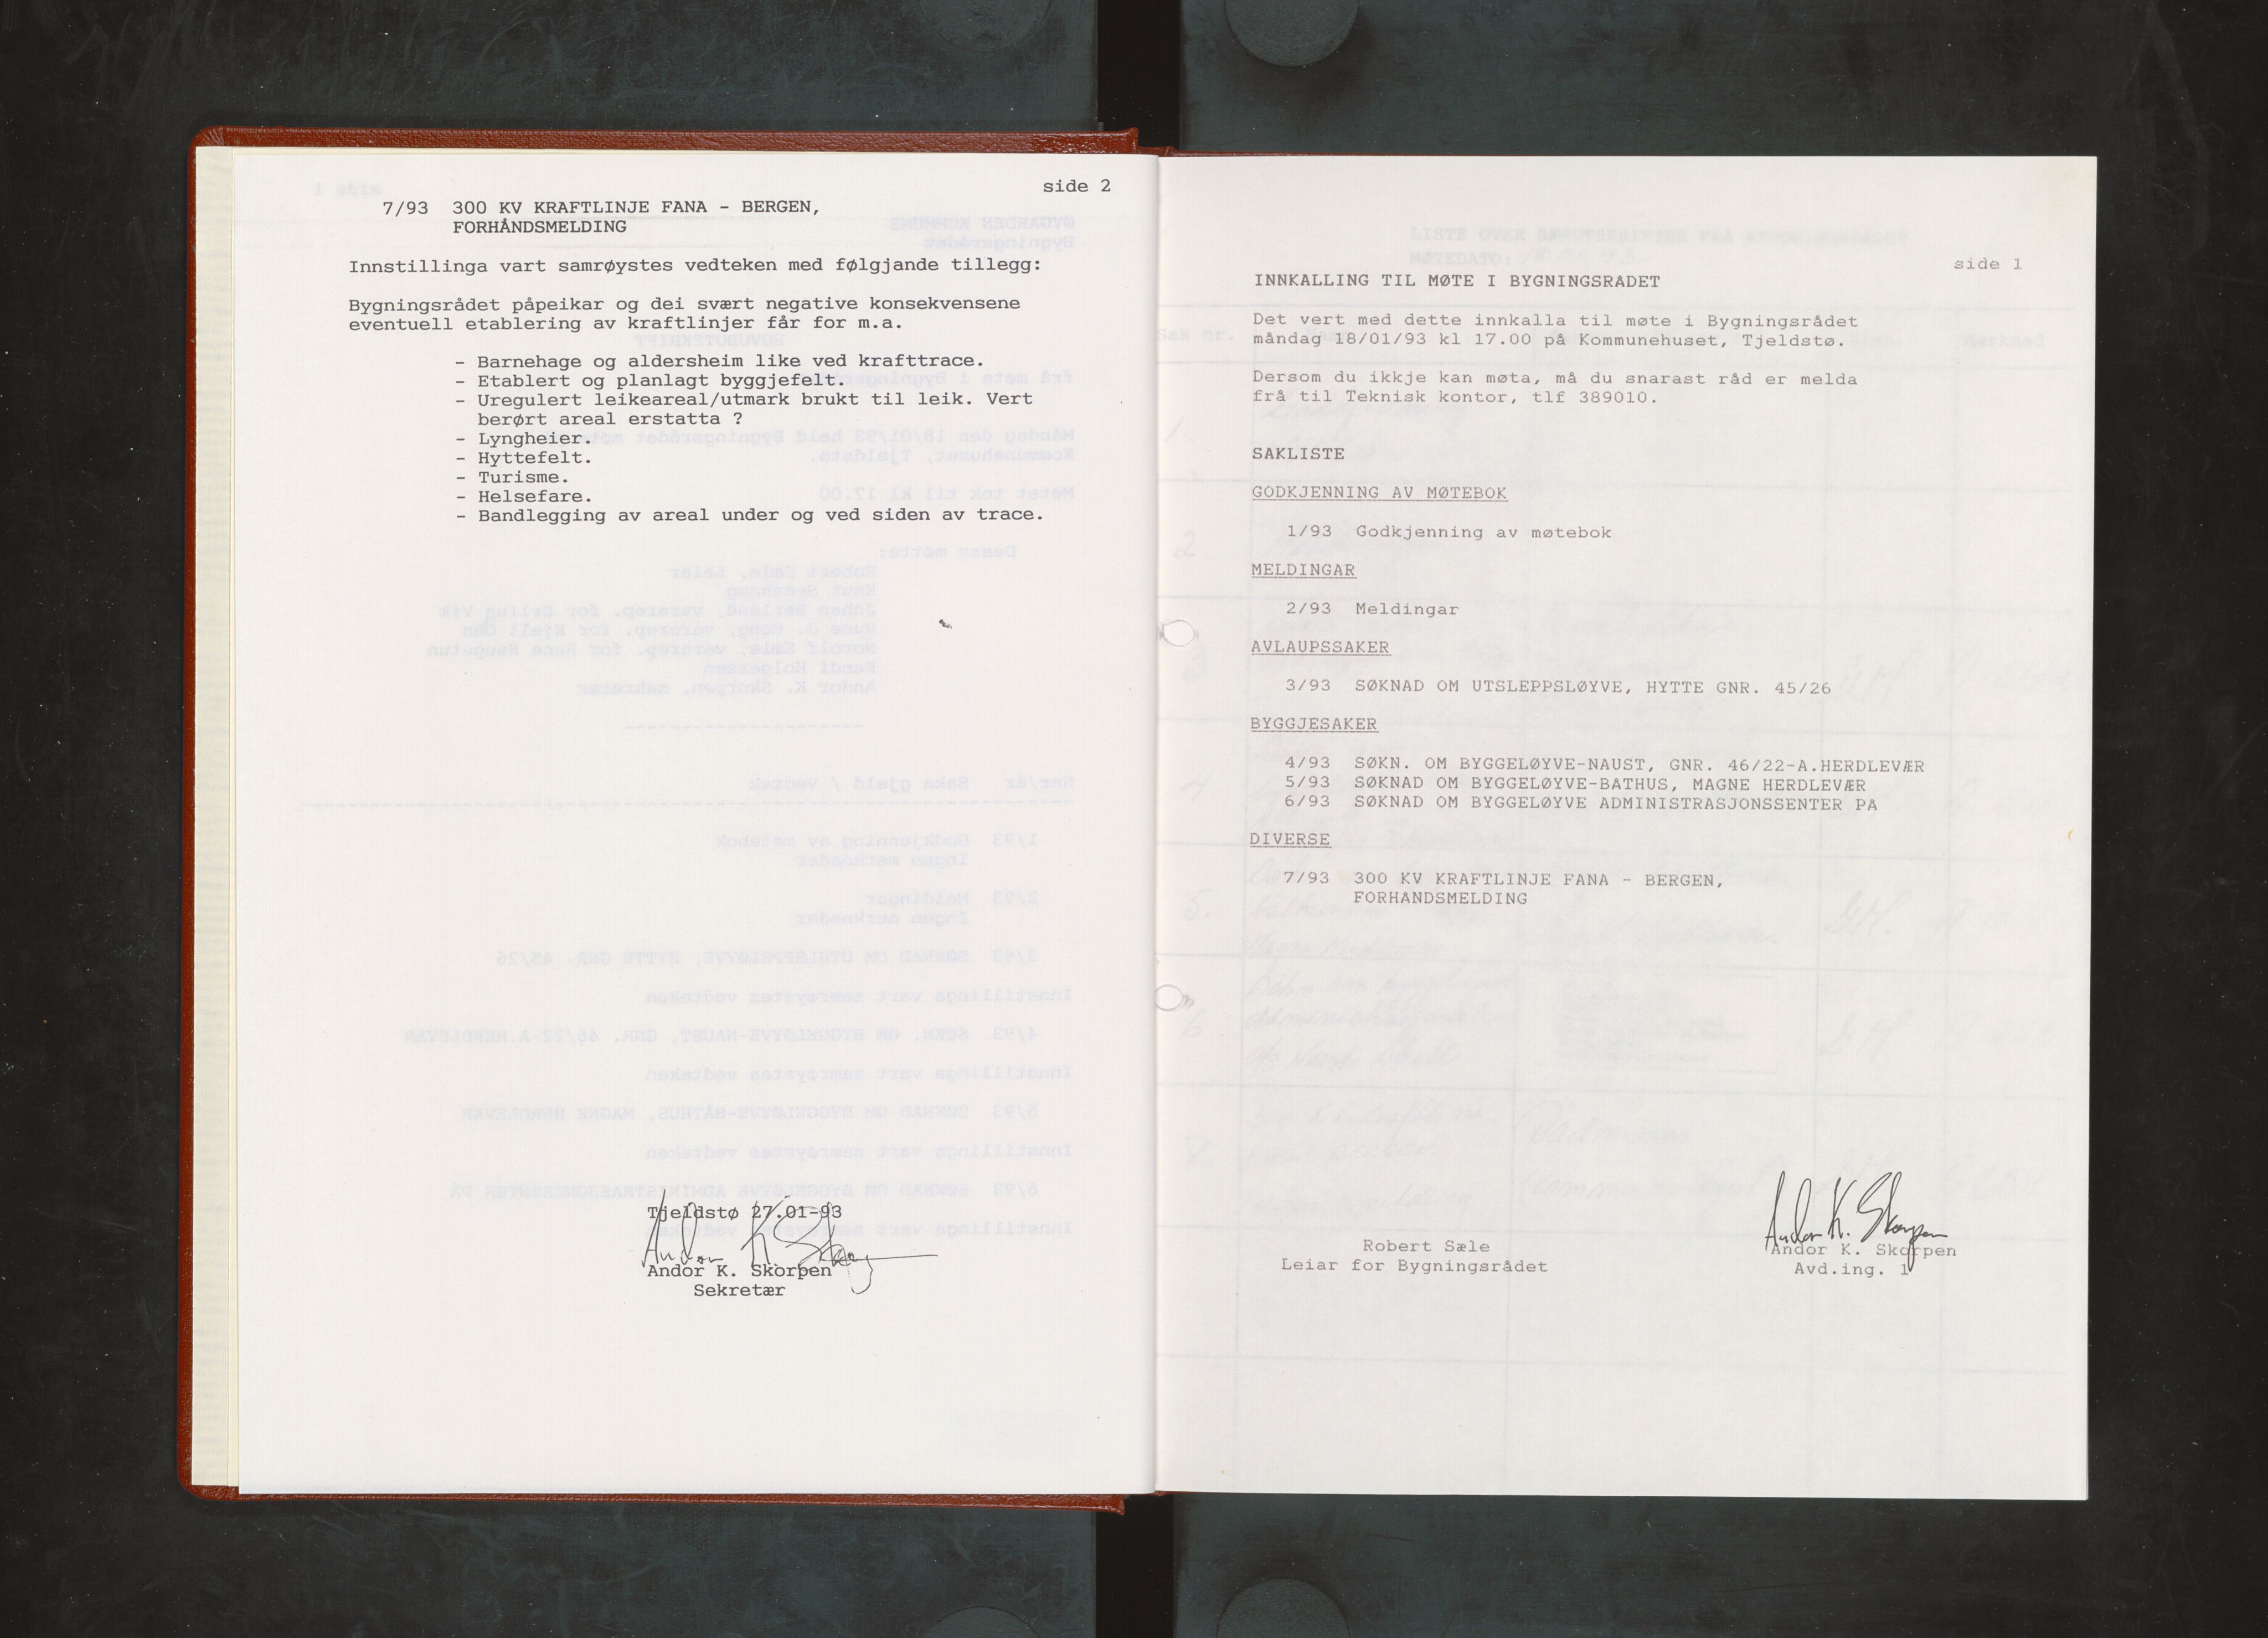 side 2
7/93 300 KV KRAFTLINJE FANA - BERGEN,
FORHÅNDSMELDING
Innstillinga vart samrøystes vedteken med følgjande tillegg:
Bygningsrådet påpeikar og dei svært negative konsekvensene
eventuell etablering av kraftlinjer får for m.a.
- Barnehage og aldersheim like ved krafttrace.
- Etablert og planlagt byggjefelt.
- Uregulert leikeareal/utmark brukt til leik. Vert
berørt areal erstatta ?
- Lyngheier.
- Hyttefelt.
- Turisme.
- Helsefare.
- Bandlegging av areal under og ved siden av trace.
Tjeldstø 27.01-93
Andor K. Skorpen
Andor K. Skorpen
Sekretær
side 1
INNKALLING TIL MØTE I BYGNINGSRÅDET
Det vert med dette innkalla til møte i Bygningsrådet
måndag 18/01/93 kl 17.00 på Kommunehuset, Tjeldstø.
Dersom du ikkje kan møta, må du snarast råd er melda
frå til Teknisk kontor, tlf 389010.
SAKLISTE
GODKJENNING AV MØTEBOK
1/93 Godkjenning av møtebok
MELDINGAR
2/93 Meldingar
AVLAUPSSAKER
3/93 SØKNAD OM UTSLEPPSLØYVE, HYTTE GNR. 45/26
BYGGJESAKER
4/93 SØKN. OM BYGGELØYVE-NAUST, GNR. 46/22-A.HERDLEVÆR
5/93 SØKNAD OM BYGGELØYVE-BÅTHUS, MAGNE HERDLEVÆR
6/93 SØKNAD OM BYGGELØYVE ADMINISTRASJONSSENTER PÅ
DIVERSE
7/93 300 KV KRAFTLINJE FANA - BERGEN,
FORHÅNDSMELDING
Andor K. Skorpen
Robert Sæle
Leiar for Bygningsrådet
Andor K. Skorpen
Avd.ing. 1